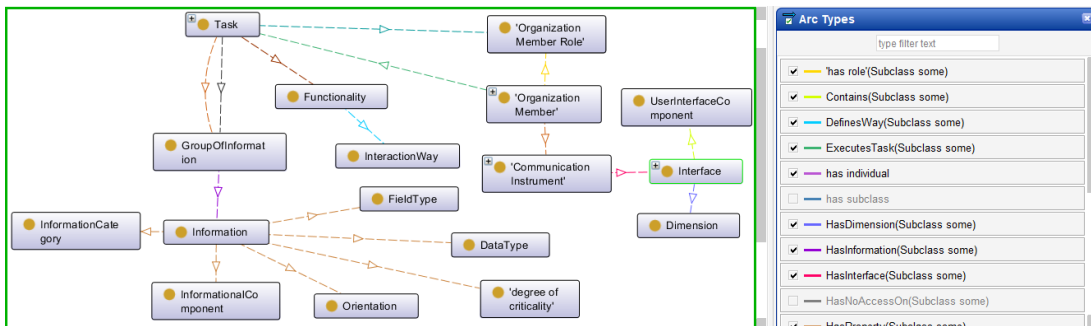 Task
'Organization
Member Role'
Functionality
'Organization
Member'
UserInterfaceCo
mponent
GroupOfInformat
ion
InteractionWay
'Communication
Instrument'
Interface
FieldType
InformationCate
gory
Information
DataType
Dimension
InformationalCo
mponent
Orientation
'degree of
criticality'
Arc Types
type filter text
'has role'(Subclass some)
Contains(Subclass some)
DefinesWay(Subclass some)
ExecutesTask(Subclass some)
has individual
has subclass
HasDimension(Subclass some)
HasInformation(Subclass some)
HasInterface(Subclass some)
HasNoAccessOn(Subclass some)
HasProperty(Subclass some)